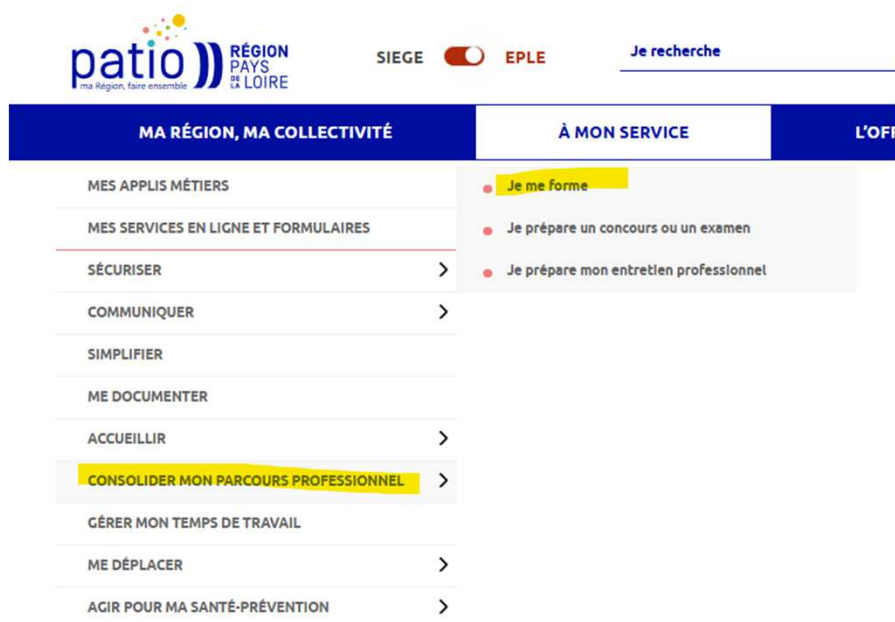 patio
ma Région, faire ensemble
RÉGION
PAYS
DE LA LOIRE
SIEGE
EPLE
Je recherche
MA RÉGION, MA COLLECTIVITÉ
À MON SERVICE
L'OFF
MES APPLIS MÉTIERS
MES SERVICES EN LIGNE ET FORMULAIRES
SÉCURISER
COMMUNIQUER
SIMPLIFIER
ME DOCUMENTER
ACCUEILLIR
CONSOLIDER MON PARCOURS PROFESSIONNEL
GÉRER MON TEMPS DE TRAVAIL
ME DÉPLACER
AGIR POUR MA SANTÉ-PRÉVENTION
Je me forme
Je prépare un concours ou un examen
Je prépare mon entretien professionnel